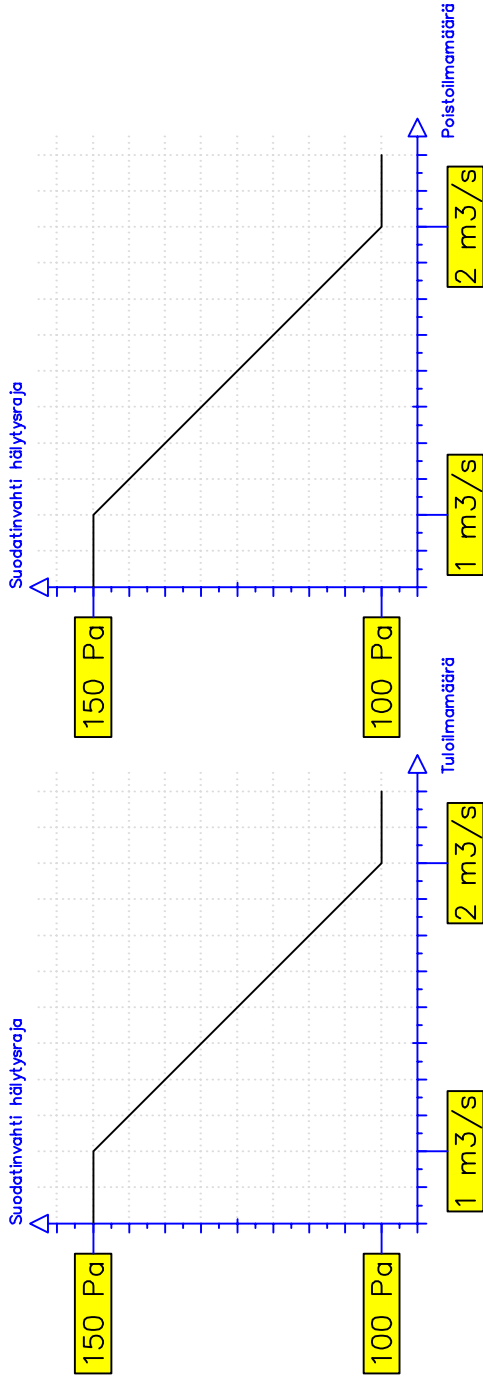 Suodatinvahti hälytysraja
150 Pa
100 Pa
1 m3/s
2 m3/s
Tuloilmamäärä
Suodatinvahti hälytysraja
150 Pa
100 Pa
1 m3/s
2 m3/s
Poistoilmamäärä